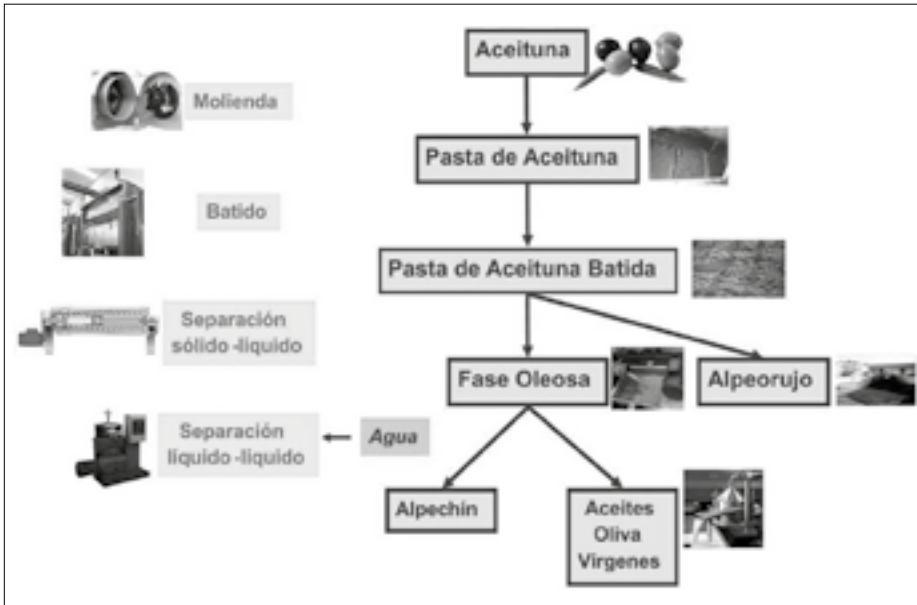 Aceituna
Molienda
Pasta de Aceituna
Batido
Pasta de Aceituna Batida
Separación
sólido -líquido
Fase Oleosa
Alpeorujo
Separación
líquido -líquido
Agua
Alpechín
Aceites
Oliva
Vírgenes